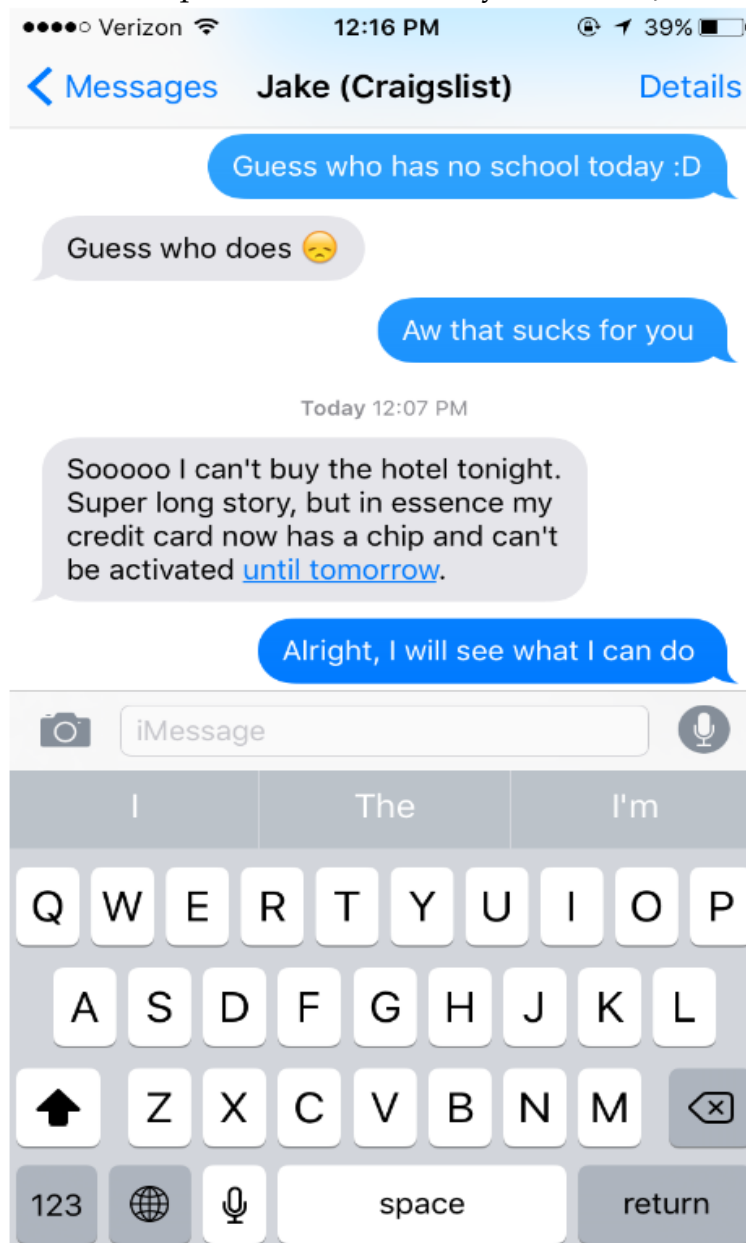 Verizon 12:16 PM 39%
Messages Jake (Craigslist) Details
Guess who has no school today :D
Guess who does 😞
Aw that sucks for you
Today 12:07 PM
Sooooo I can't buy the hotel tonight.
Super long story, but in essence my
credit card now has a chip and can't
be activated until tomorrow.
Alright, I will see what I can do
iMessage
I The I'm
Q W E R T Y U I O P
A S D F G H J K L
Z X C V B N M
123 space return